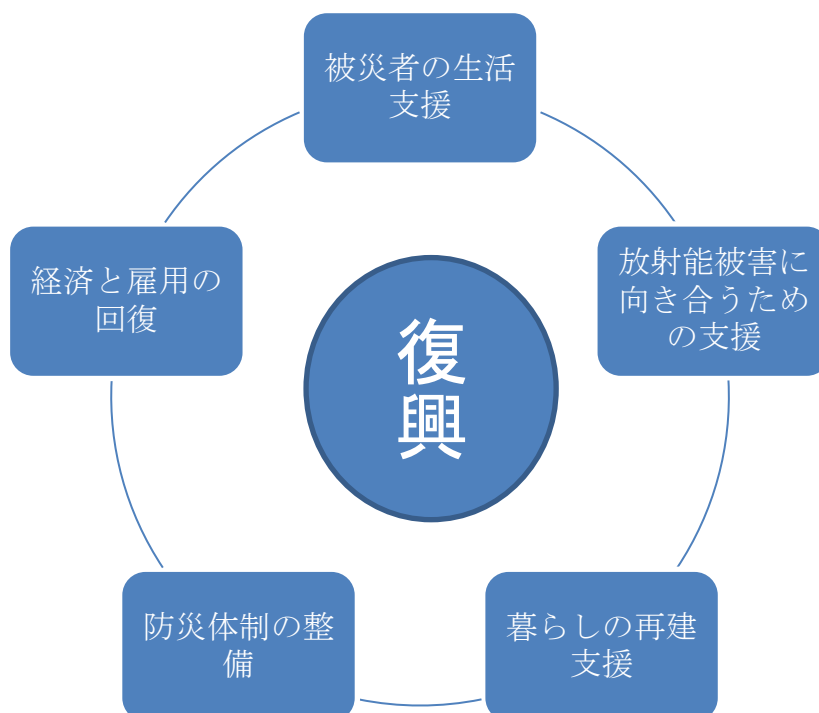 被災者の生活
支援
放射能被害に
向き合うため
の支援
暮らしの再建
支援
防災体制の整
備
経済と雇用の
回復
復
興